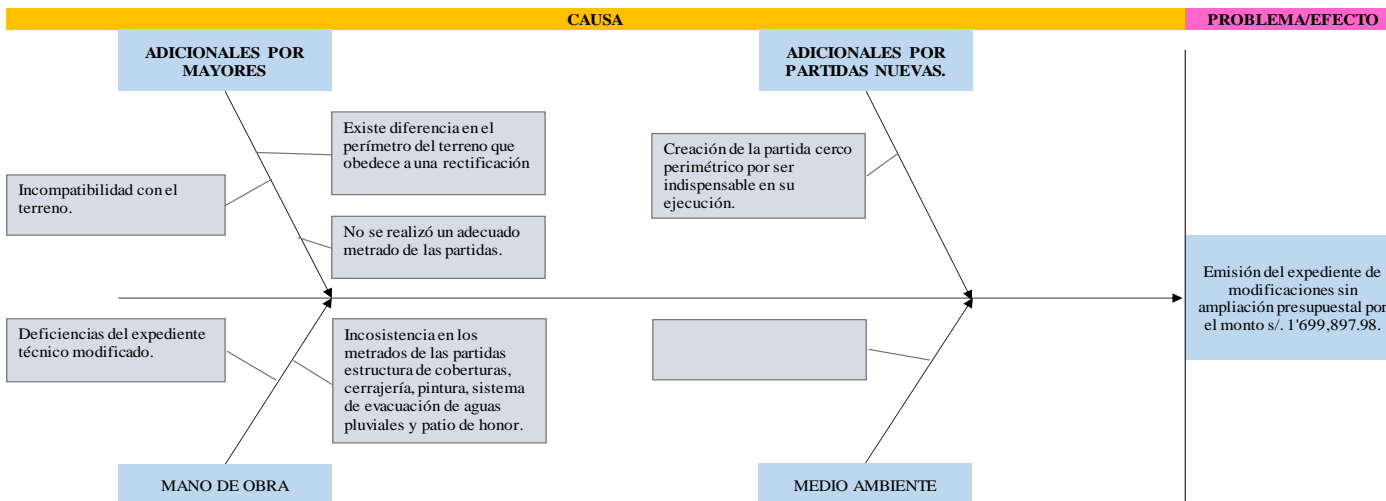 CAUSA
PROBLEMA/EFECTO
ADICIONALES POR
MAYORES
ADICIONALES POR
PARTIDAS NUEVAS.
Existe diferencia en el
perímetro del terreno que
obedece a una rectificación
Incompatibilidad con el
terreno.
No se realizó un adecuado
metrado de las partidas.
Creación de la partida cerco
perimétrico por ser
indispensable en su
ejecución.
Emisión del expediente de
modificaciones sin
ampliación presupuestal por
el monto s/. 1'699,897.98.
Deficiencias del expediente
técnico modificado.
Incosistencia en los
metrados de las partidas
estructura de coberturas,
cerrajería, pintura, sistema
de evacuación de aguas
pluviales y patio de honor.
MANO DE OBRA
MEDIO AMBIENTE